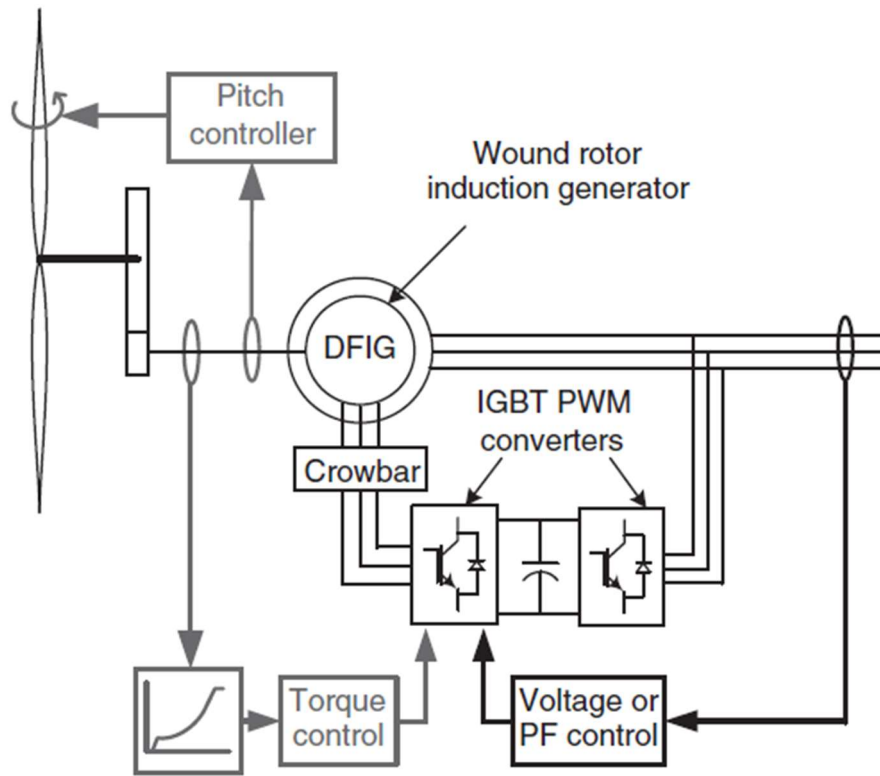 Pitch
controller
Wound rotor
induction generator
DFIG
IGBT PWM
converters
Crowbar
Torque
control
Voltage or
PF control